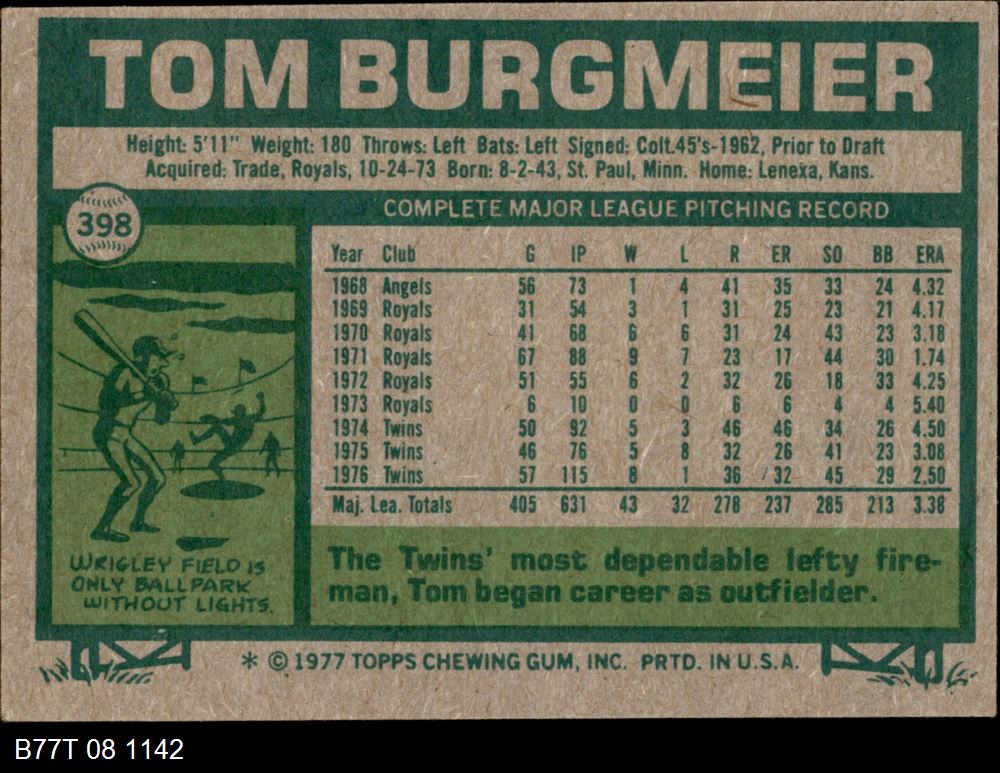 TOM BURGMEIER
Height: 5'11" Weight: 180 Throws: Left Bats: Left Signed: Colt.45's-1962, Prior to Draft
Acquired: Trade, Royals, 10-24-73 Born: 8-2-43, St. Paul, Minn. Home: Lenexa, Kans.
398
COMPLETE MAJOR LEAGUE PITCHING RECORD
Year Club G IP W L R ER SO BB ERA
1968 Angels 56 73 1 4 41 35 33 24 4.32
1969 Royals 31 54 3 1 31 25 23 21 4.17
1970 Royals 41 68 6 6 31 24 43 23 3.18
1971 Royals 67 88 9 7 23 17 44 30 1.74
1972 Royals 51 55 6 2 32 26 18 33 4.25
1973 Royals 6 10 0 0 6 6 4 4 5.40
1974 Twins 50 92 5 3 46 46 34 26 4.50
1975 Twins 46 76 5 8 32 26 41 23 3.08
1976 Twins 57 115 8 1 36 32 45 29 2.50
Maj. Lea. Totals 405 631 43 32 278 237 285 213 3.38
WRIGLEY FIELD IS
ONLY BALLPARK
WITHOUT LIGHTS.
The Twins' most dependable lefty fire-
man, Tom began career as outfielder.
* © 1977 TOPPS CHEWING GUM, INC. PRTD. IN U.S.A.
B77T 08 1142